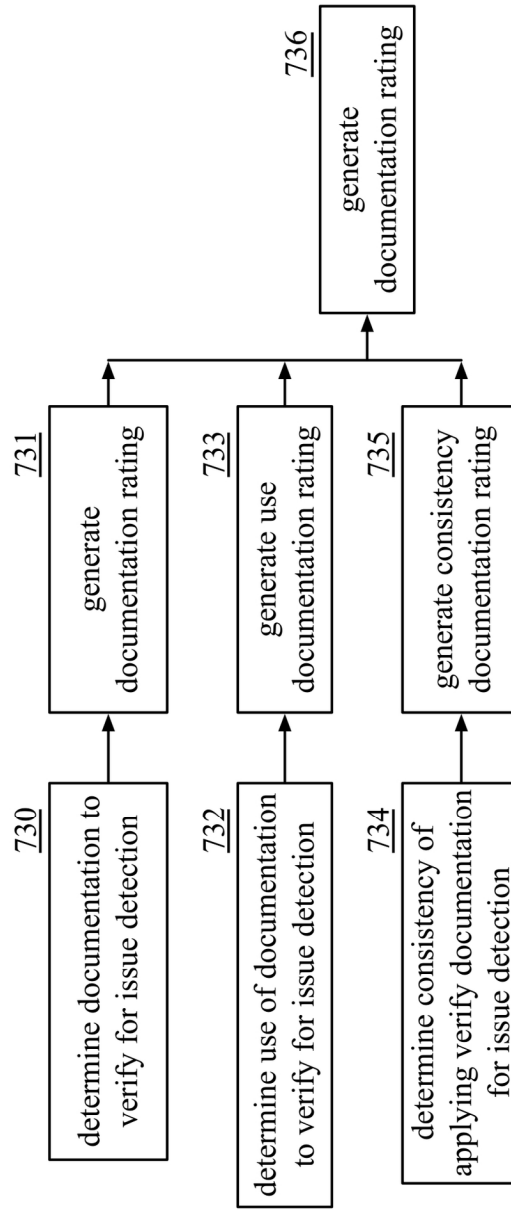 730
determine documentation to
verify for issue detection
731
generate
documentation rating
732
determine use of documentation
to verify for issue detection
733
generate use
documentation rating
734
determine consistency of
applying verify documentation
for issue detection
735
generate consistency
documentation rating
736
generate
documentation rating